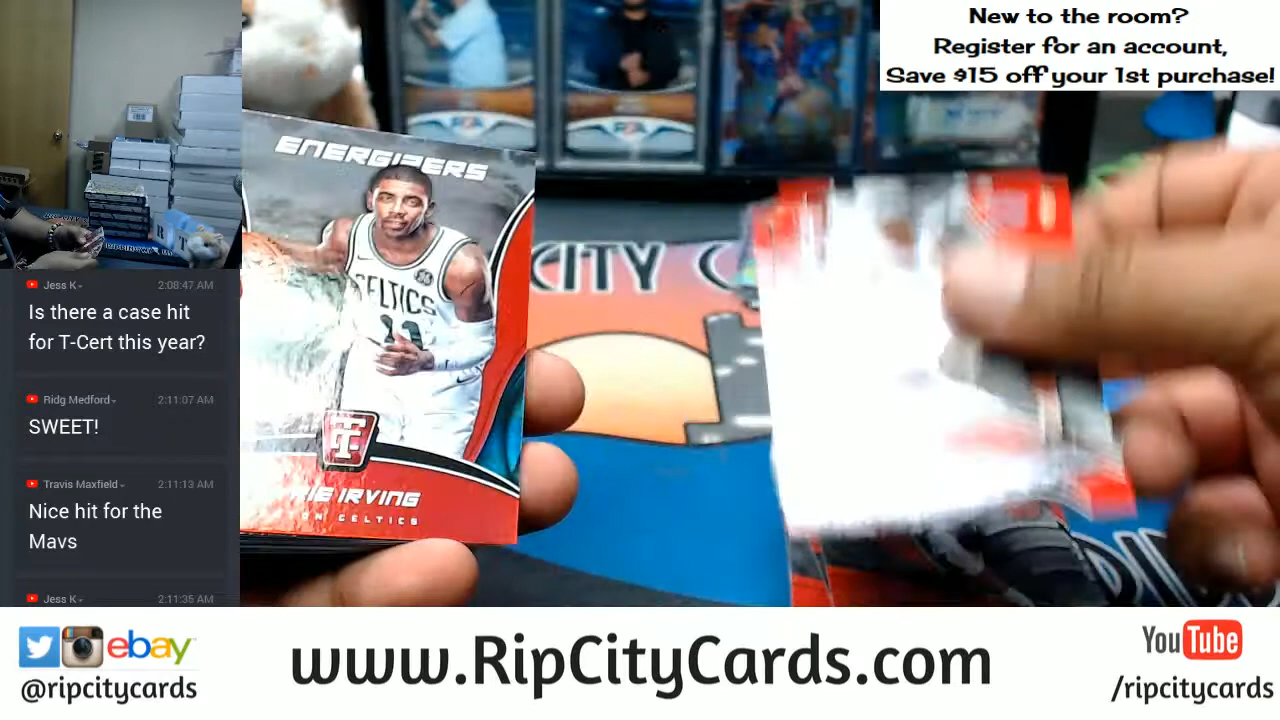 New to the room?
Register for an account,
Save $15 off your 1st purchase!
Jess K 2:08:47 AM
Is there a case hit
for T-Cert this year?
Ridg Medford 2:11:07 AM
SWEET!
Travis Maxfield 2:11:13 AM
Nice hit for the
Mavs
Jess K 2:11:35 AM
ENERGIZERS
CELTICS
11
IRVING
CELTICS
CITY
ebay
@ripcitycards
www.RipCityCards.com
YouTube
/ripcitycards